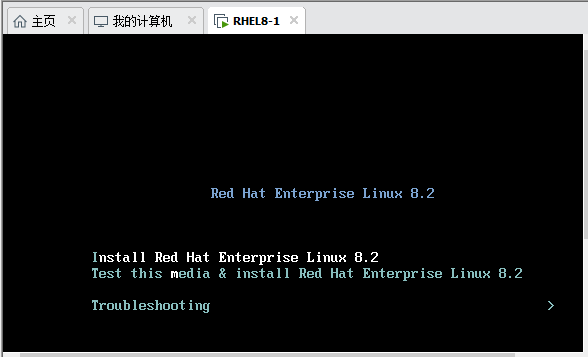 主页 我的计算机 RHEL8-1
Red Hat Enterprise Linux 8.2
Install Red Hat Enterprise Linux 8.2
Test this media & install Red Hat Enterprise Linux 8.2
Troubleshooting >